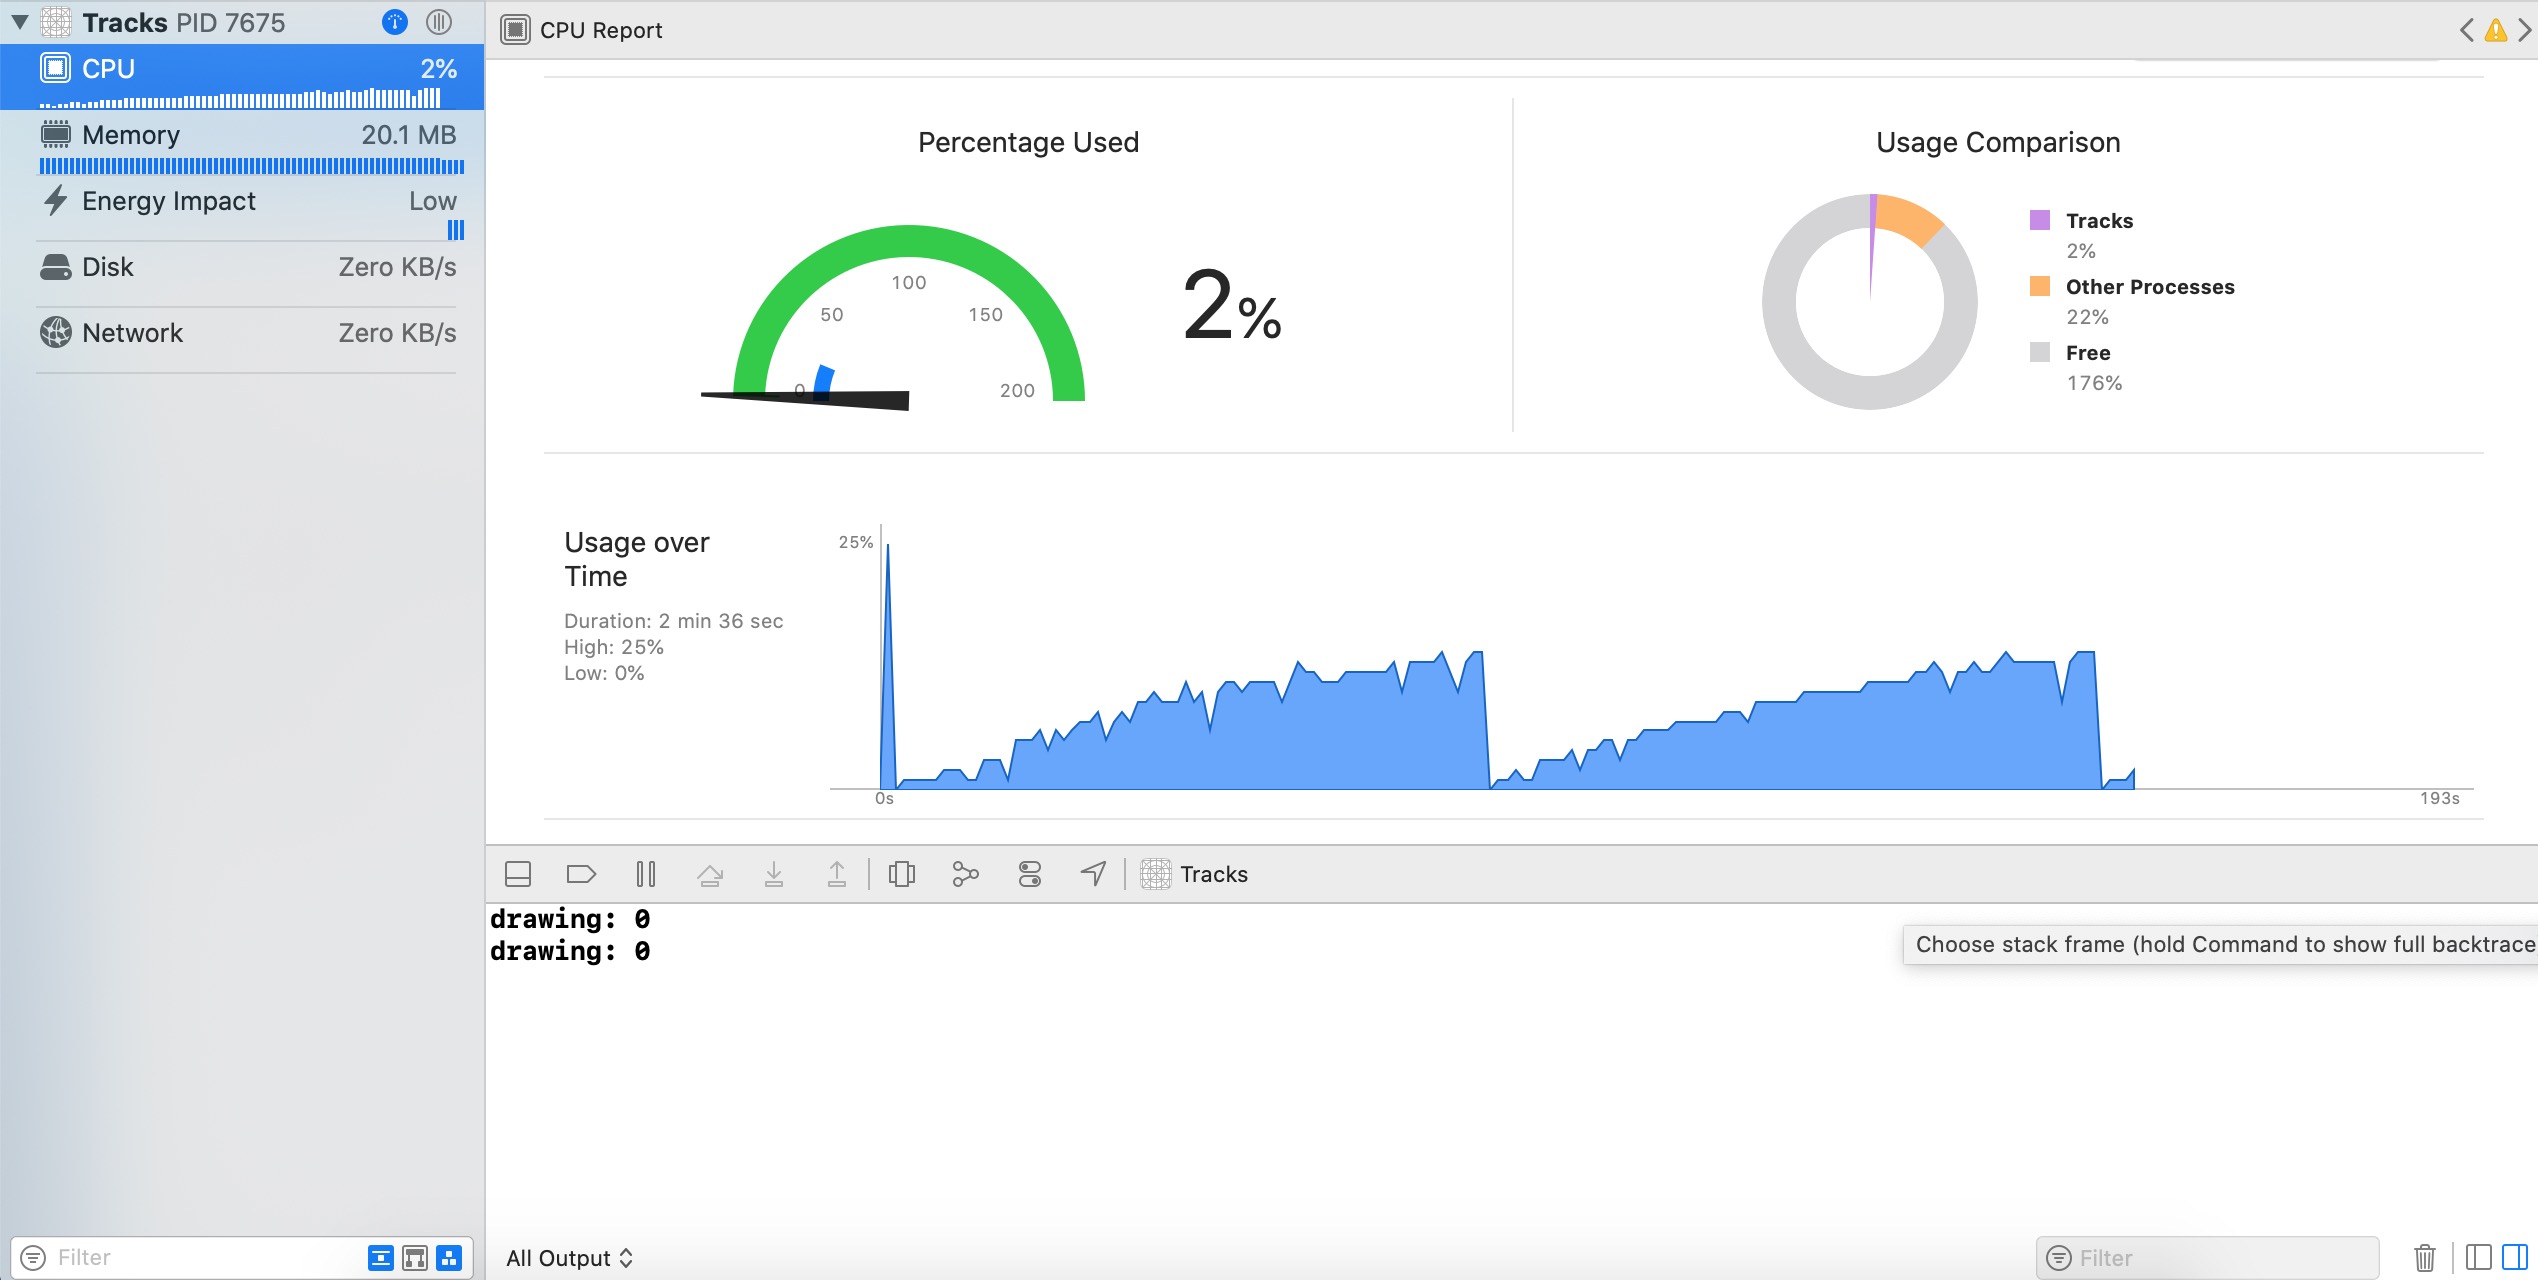 Tracks PID 7675
CPU 2%
Memory 20.1 MB
Energy Impact Low
Disk Zero KB/s
Network Zero KB/s
Filter
CPU Report
Percentage Used
0
50
100
150
200
2%
Usage Comparison
Tracks
2%
Other Processes
22%
Free
176%
Usage over
Time
Duration: 2 min 36 sec
High: 25%
Low: 0%
25%
0s
193s
Tracks
drawing: 0
drawing: 0
Choose stack frame (hold Command to show full backtrace
All Output
Filter